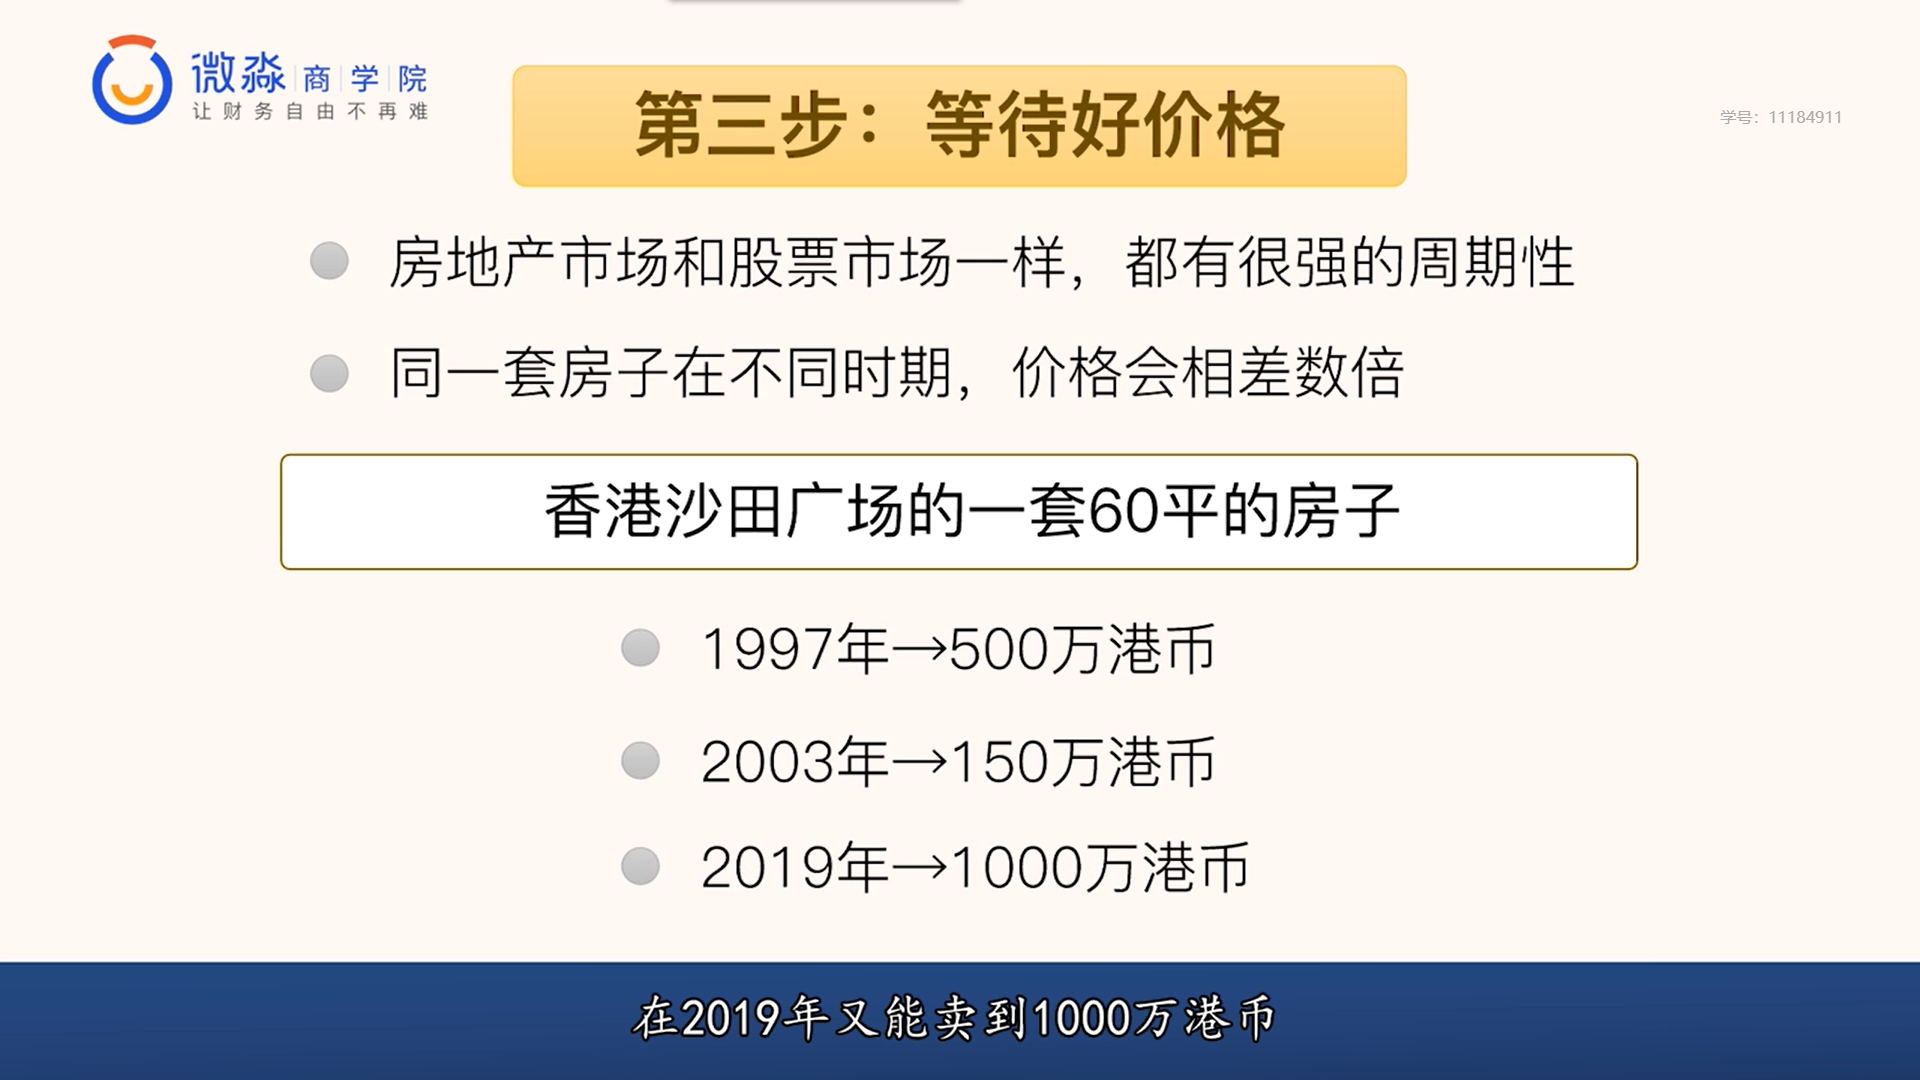 微淼 商 学 院
让财务自由不再难
第三步：等待好价格
学号：11184911
房地产市场和股票市场一样，都有很强的周期性
同一套房子在不同时期，价格会相差数倍
香港沙田广场的一套60平的房子
1997年→500万港币
2003年→150万港币
2019年→1000万港币
在2019年又能卖到1000万港币